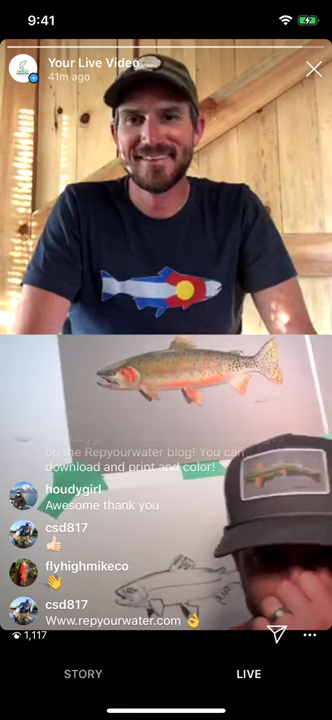 9:41
Your Live Video
41m ago
on the Repyourwater blog! You can
download and print and color!
houdygirl
Awesome thank you
csd817
👍🏻
flyhighmikeco
👋
csd817
Www.repyourwater.com 👌
1,117
STORY
LIVE